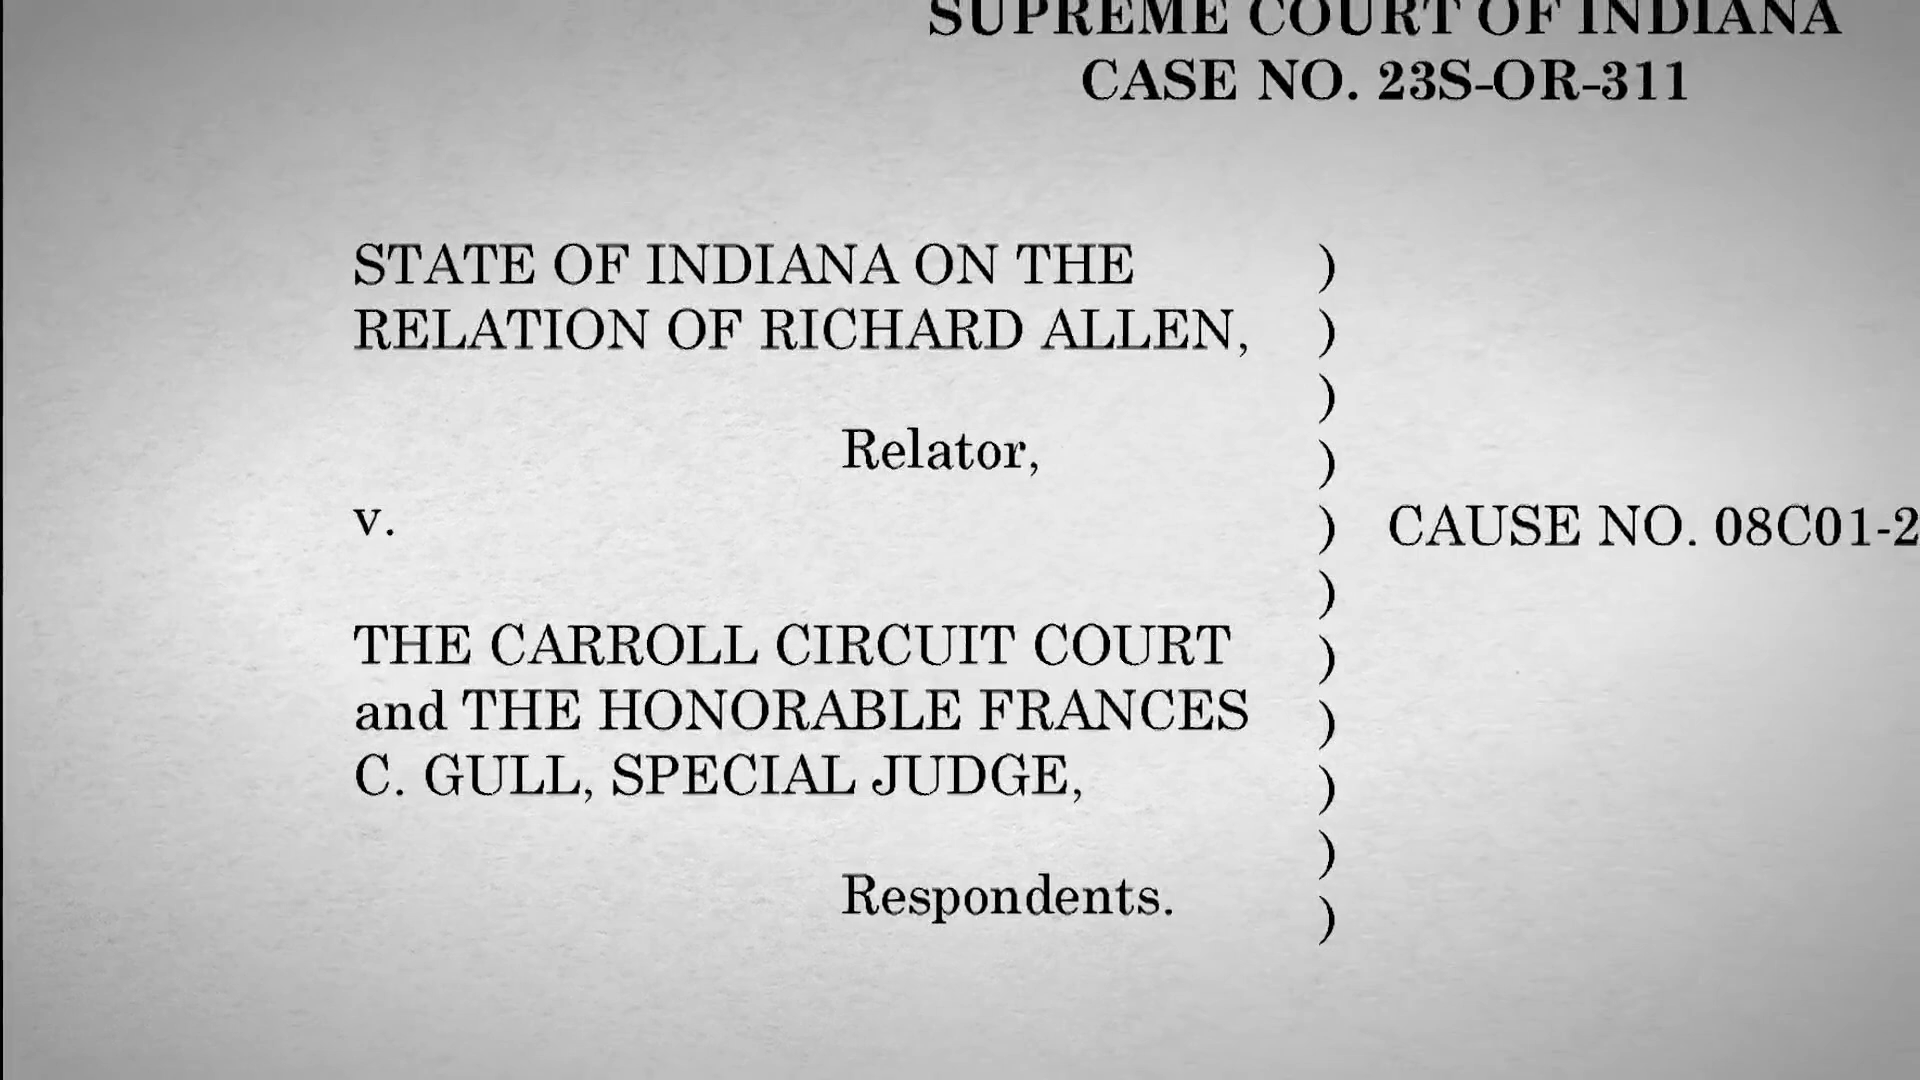 SUPREME COURT OF INDIANA
CASE NO. 23S-OR-311
STATE OF INDIANA ON THE )
RELATION OF RICHARD ALLEN, )
)
Relator, )
v. ) CAUSE NO. 08C01-2
)
THE CARROLL CIRCUIT COURT )
and THE HONORABLE FRANCES )
C. GULL, SPECIAL JUDGE, )
)
Respondents. )